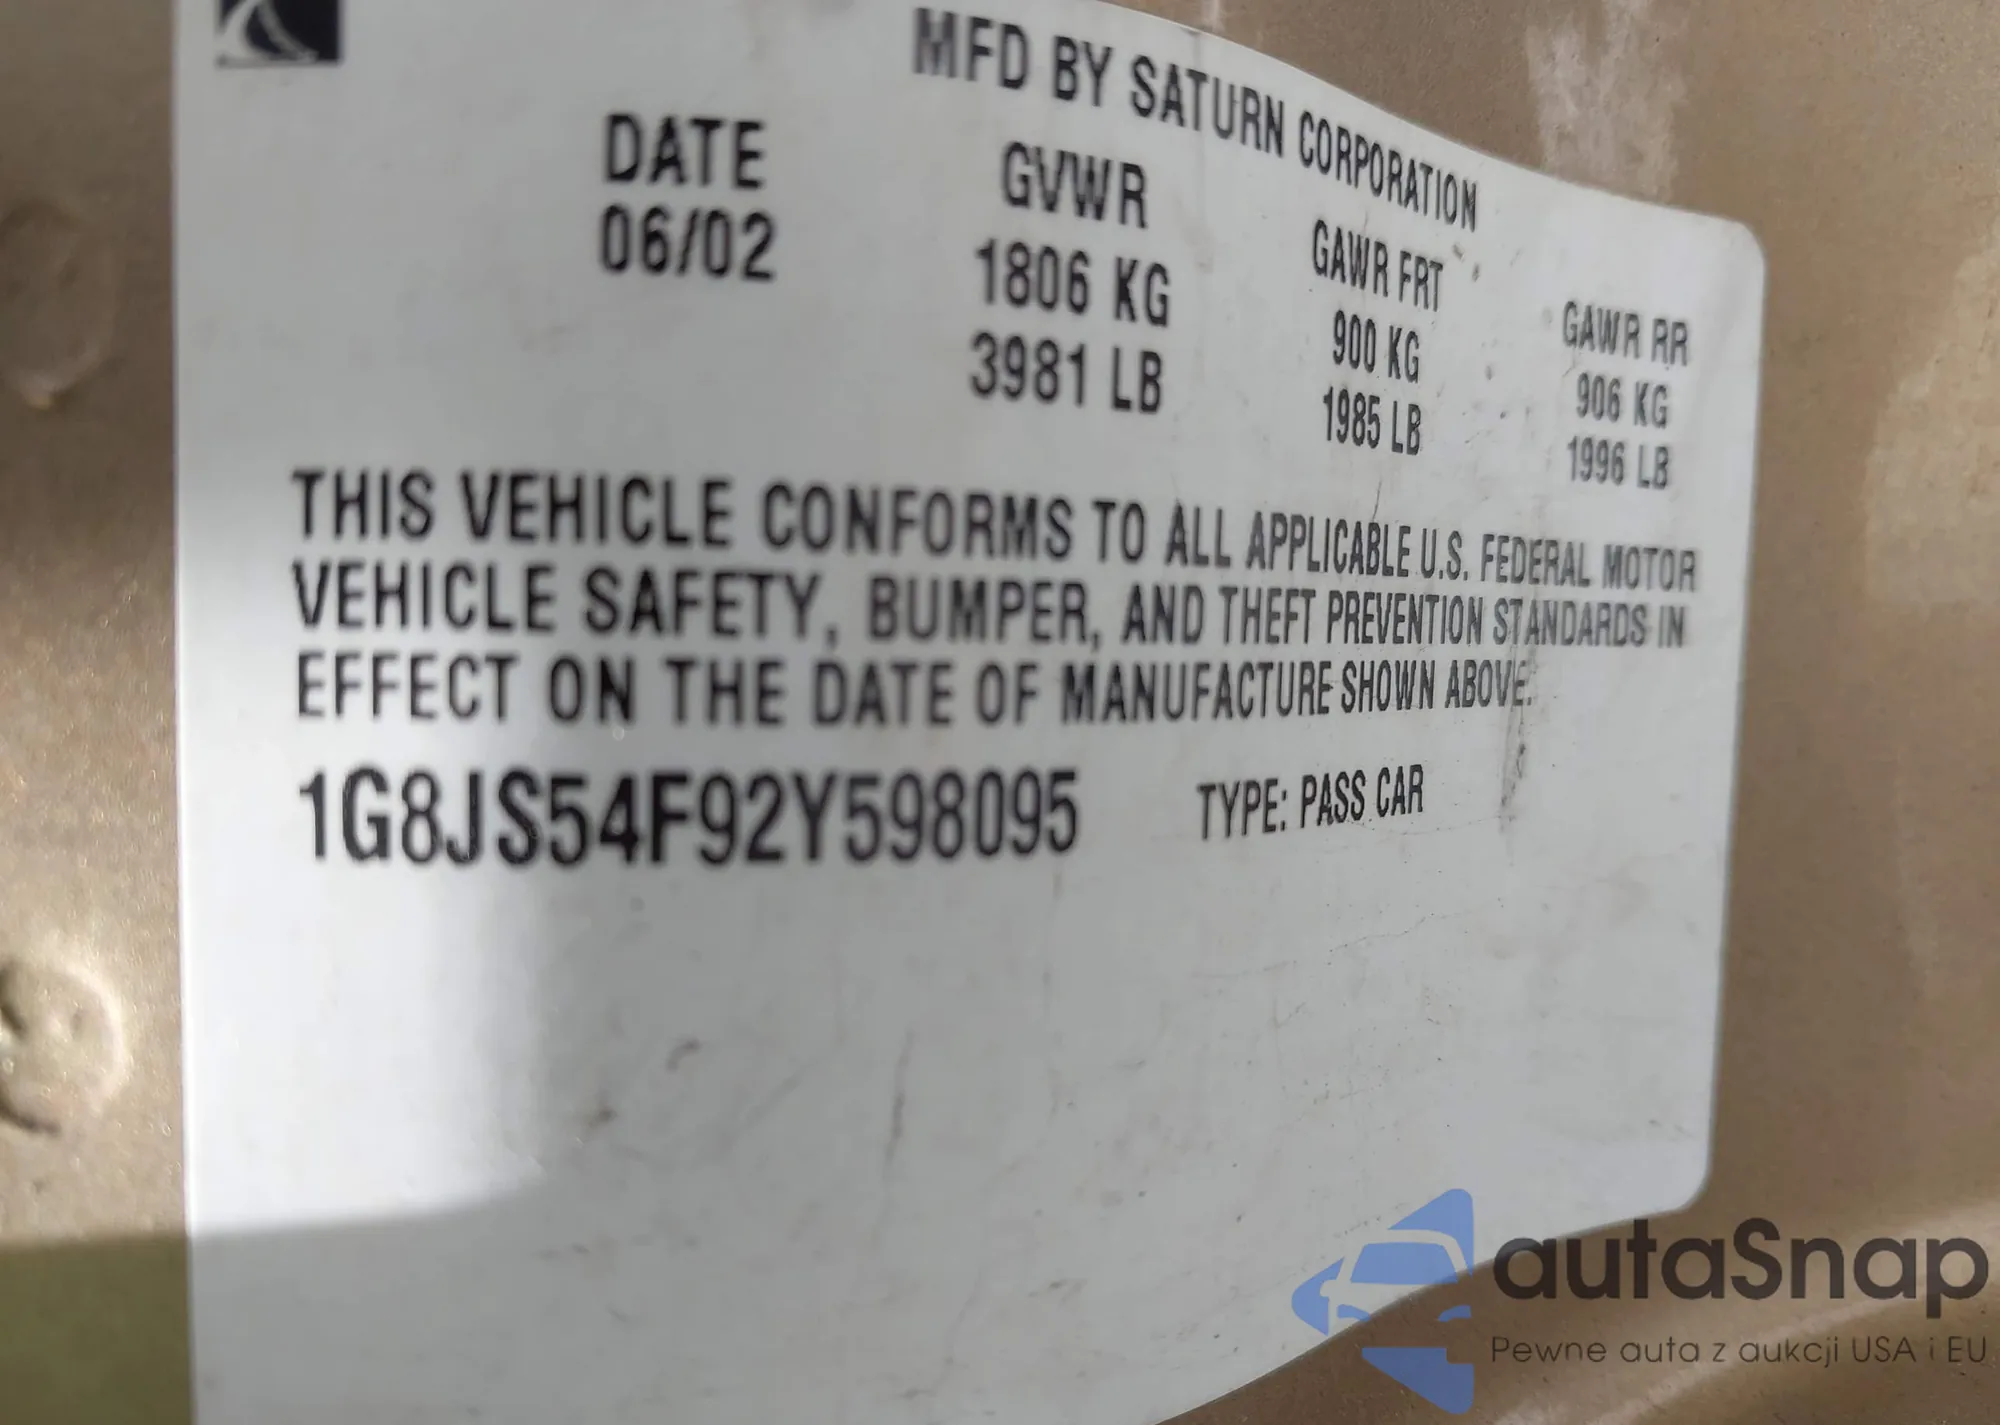 MFD BY SATURN CORPORATION
DATE GVWR GAWR FRT GAWR RR
06/02 1806 KG 900 KG 906 KG
3981 LB 1985 LB 1996 LB
THIS VEHICLE CONFORMS TO ALL APPLICABLE U.S. FEDERAL MOTOR
VEHICLE SAFETY, BUMPER, AND THEFT PREVENTION STANDARDS IN
EFFECT ON THE DATE OF MANUFACTURE SHOWN ABOVE.
1G8JS54F92Y598095 TYPE: PASS CAR
autaSnap
Pewne auta z aukcji USA i EU